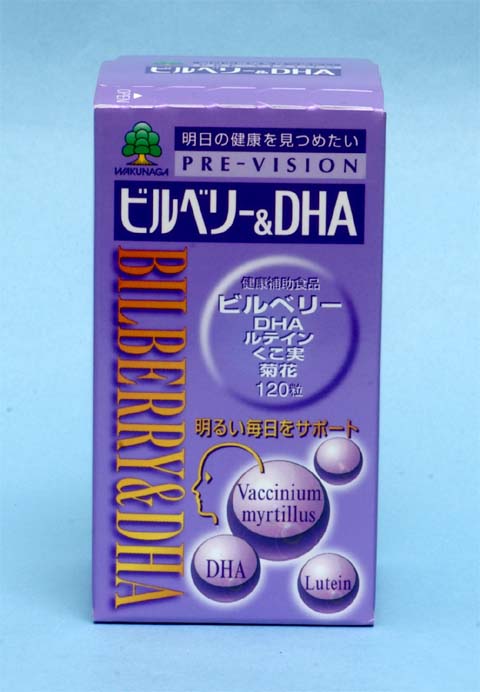 ビルベリー&DHA
OPEN
WAKUNAGA
明日の健康を見つめたい
PRE-VISION
ビルベリー&DHA
BILBERRY&DHA
健康補助食品
ビルベリー
DHA
ルテイン
くこ実
菊花
120粒
明るい毎日をサポート
Vaccinium
myrtillus
DHA
Lutein